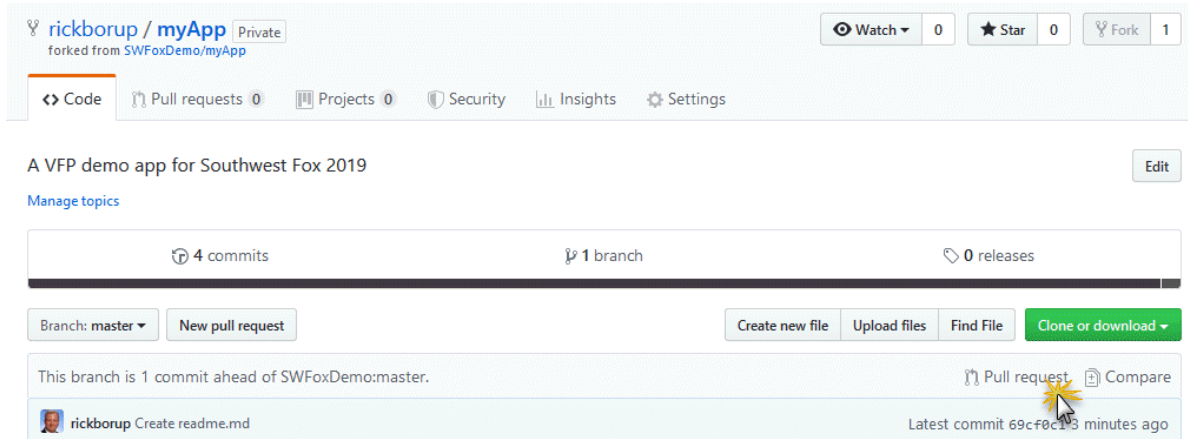 rickborup / myApp Private
forked from SWFoxDemo/myApp
Watch 0 Star 0 Fork 1
Code Pull requests 0 Projects 0 Security Insights Settings
A VFP demo app for Southwest Fox 2019 Edit
Manage topics
4 commits 1 branch 0 releases
Branch: master New pull request Create new file Upload files Find File Clone or download
This branch is 1 commit ahead of SWFoxDemo:master. Pull request Compare
rickborup Create readme.md Latest commit 69cf0c1 3 minutes ago